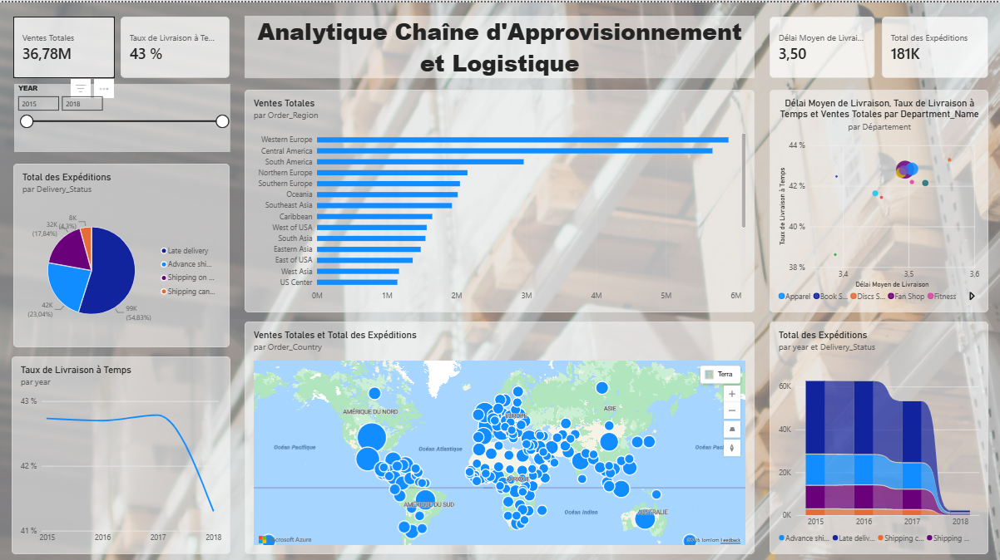 Ventes Totales
36,78M
Taux de Livraison à Te...
43 %
Analytique Chaîne d'Approvisionnement
et Logistique
Délai Moyen de Livrai...
3,50
Total des Expéditions
181K
YEAR
2015
2018
Total des Expéditions
par Delivery_Status
8K
(4,3%)
32K
(17,84%)
42K
(23,04%)
99K
(54,83%)
Late delivery
Advance shi...
Shipping on ...
Shipping can...
Taux de Livraison à Temps
par year
43 %
42 %
41 %
2015
2016
2017
2018
Ventes Totales
par Order_Region
Western Europe
Central America
South America
Northern Europe
Southern Europe
Oceania
Southeast Asia
Caribbean
West of USA
South Asia
Eastern Asia
East of USA
West Asia
US Center
0M
1M
2M
3M
4M
5M
6M
Ventes Totales et Total des Expéditions
par Order_Country
Terra
AMÉRIQUE DU NORD
EUROPE
ASIE
Océan Pacifique
Océan Atlantique
Océan Pac
AFRIQUE
AMÉRIQUE DU SUD
Océan Indien
AUSTRALIE
Microsoft Azure
TomTom Feedback
Délai Moyen de Livraison, Taux de Livraison à
Temps et Ventes Totales par Department_Name
par Département
Taux de Livraison à Temps
44 %
42 %
40 %
38 %
3,4
3,5
3,6
Délai Moyen de Livraison
Apparel
Book S...
Discs S...
Fan Shop
Fitness
Total des Expéditions
par year et Delivery_Status
60K
40K
20K
0K
2015
2016
2017
2018
Advance shi...
Late deliv...
Shipping c...
Shipping ...